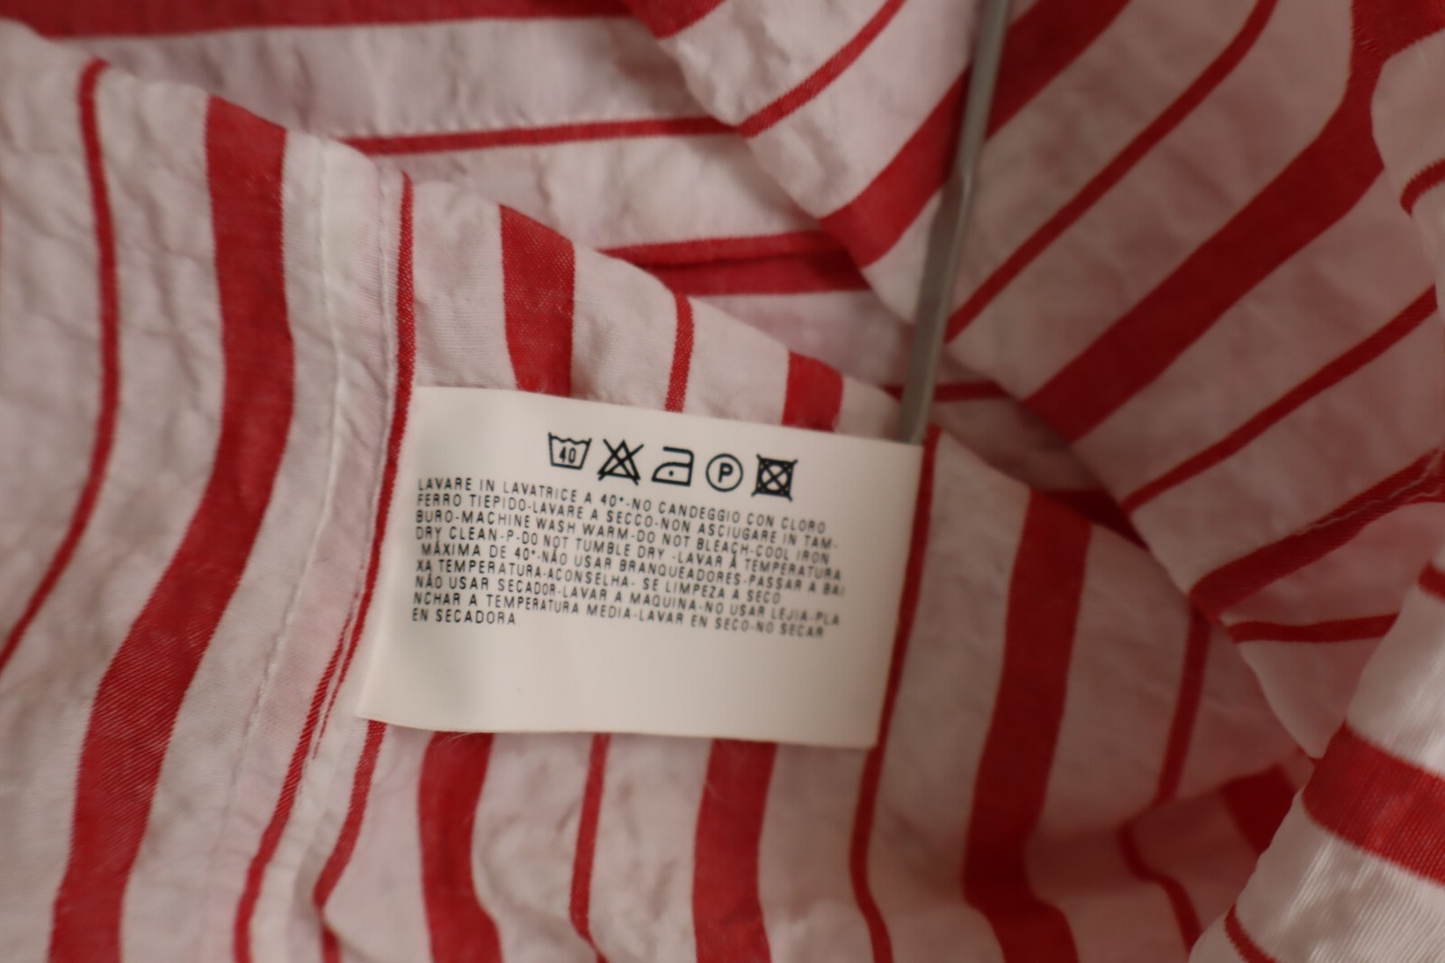 40 P
LAVARE IN LAVATRICE A 40°-NO CANDEGGIO CON CLORO
FERRO TIEPIDO-LAVARE A SECCO-NON ASCIUGARE IN TAM-
BURO-MACHINE WASH WARM-DO NOT BLEACH-COOL IRON
DRY CLEAN-P-DO NOT TUMBLE DRY -LAVAR À TEMPERATURA
MÁXIMA DE 40°-NÃO USAR BRANQUEADORES-PASSAR A BAI
XA TEMPERATURA-ACONSELHA- SE LIMPEZA A SECO
NÃO USAR SECADOR-LAVAR A MAQUINA-NO USAR LEJIA-PLA
NCHAR A TEMPERATURA MEDIA-LAVAR EN SECO-NO SECAR
EN SECADORA